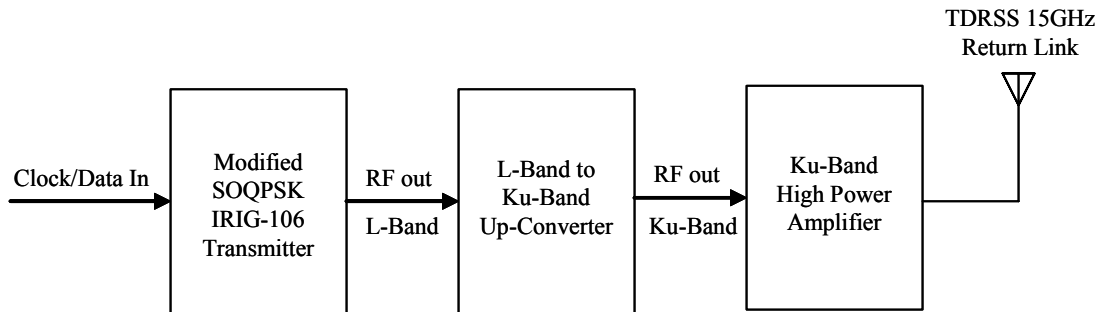 TDRSS 15GHz
Return Link
Clock/Data In
Modified
SOQPSK
IRIG-106
Transmitter
RF out
L-Band
L-Band to
Ku-Band
Up-Converter
RF out
Ku-Band
Ku-Band
High Power
Amplifier